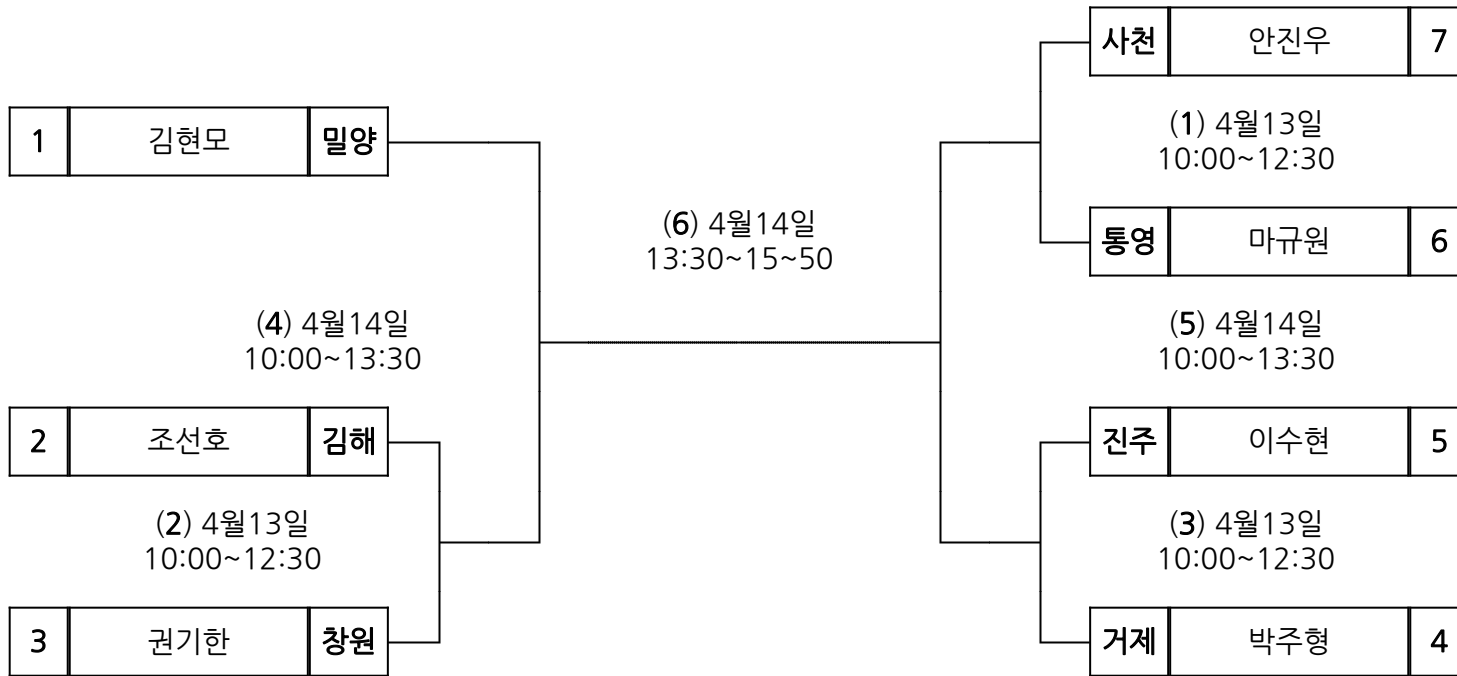 사천 안진우 7
1 김현모 밀양
(1) 4월13일
10:00~12:30
(6) 4월14일
13:30~15~50
통영 마규원 6
(4) 4월14일
10:00~13:30
(5) 4월14일
10:00~13:30
2 조선호 김해
진주 이수현 5
(2) 4월13일
10:00~12:30
(3) 4월13일
10:00~12:30
3 권기한 창원
거제 박주형 4